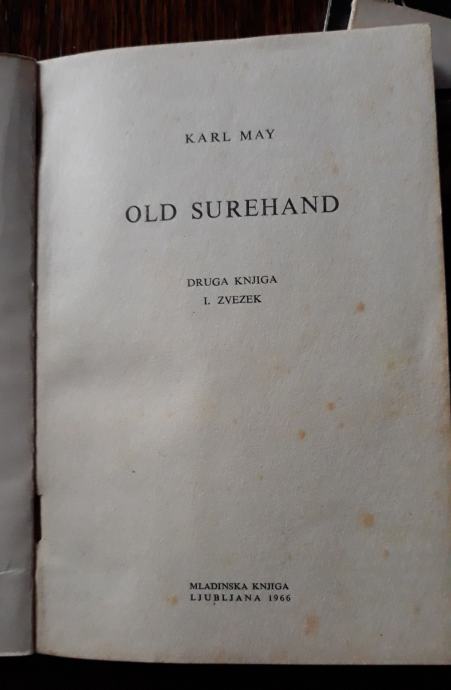 KARL MAY
OLD SUREHAND
DRUGA KNJIGA
I. ZVEZEK
MLADINSKA KNJIGA
LJUBLJANA 1966